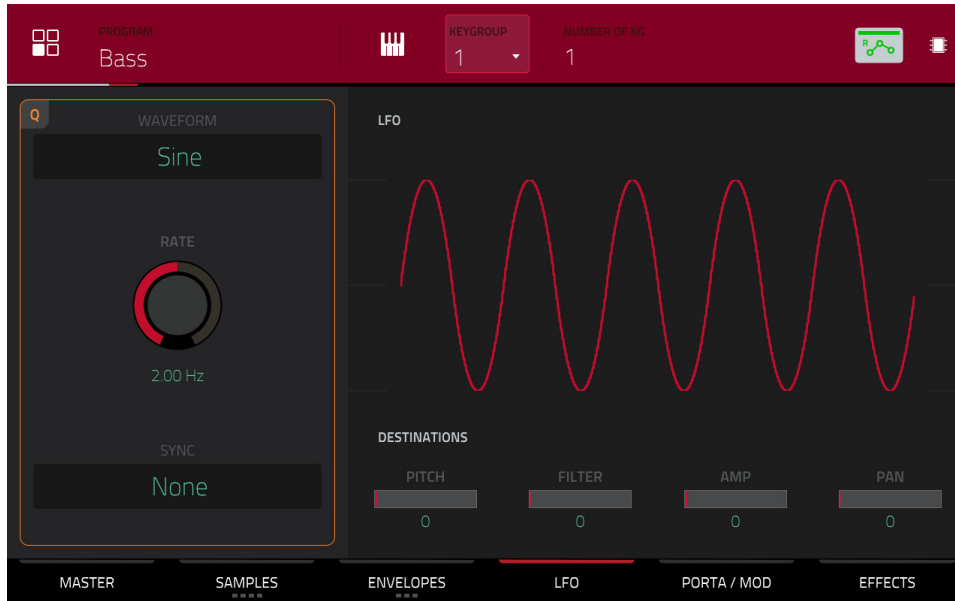 PROGRAM
Bass
KEYGROUP
1
NUMBER OF KG
1
R
Q
WAVEFORM
Sine
RATE
2.00 Hz
SYNC
None
LFO
DESTINATIONS
PITCH FILTER AMP PAN
0 0 0 0
MASTER SAMPLES ENVELOPES LFO PORTA / MOD EFFECTS